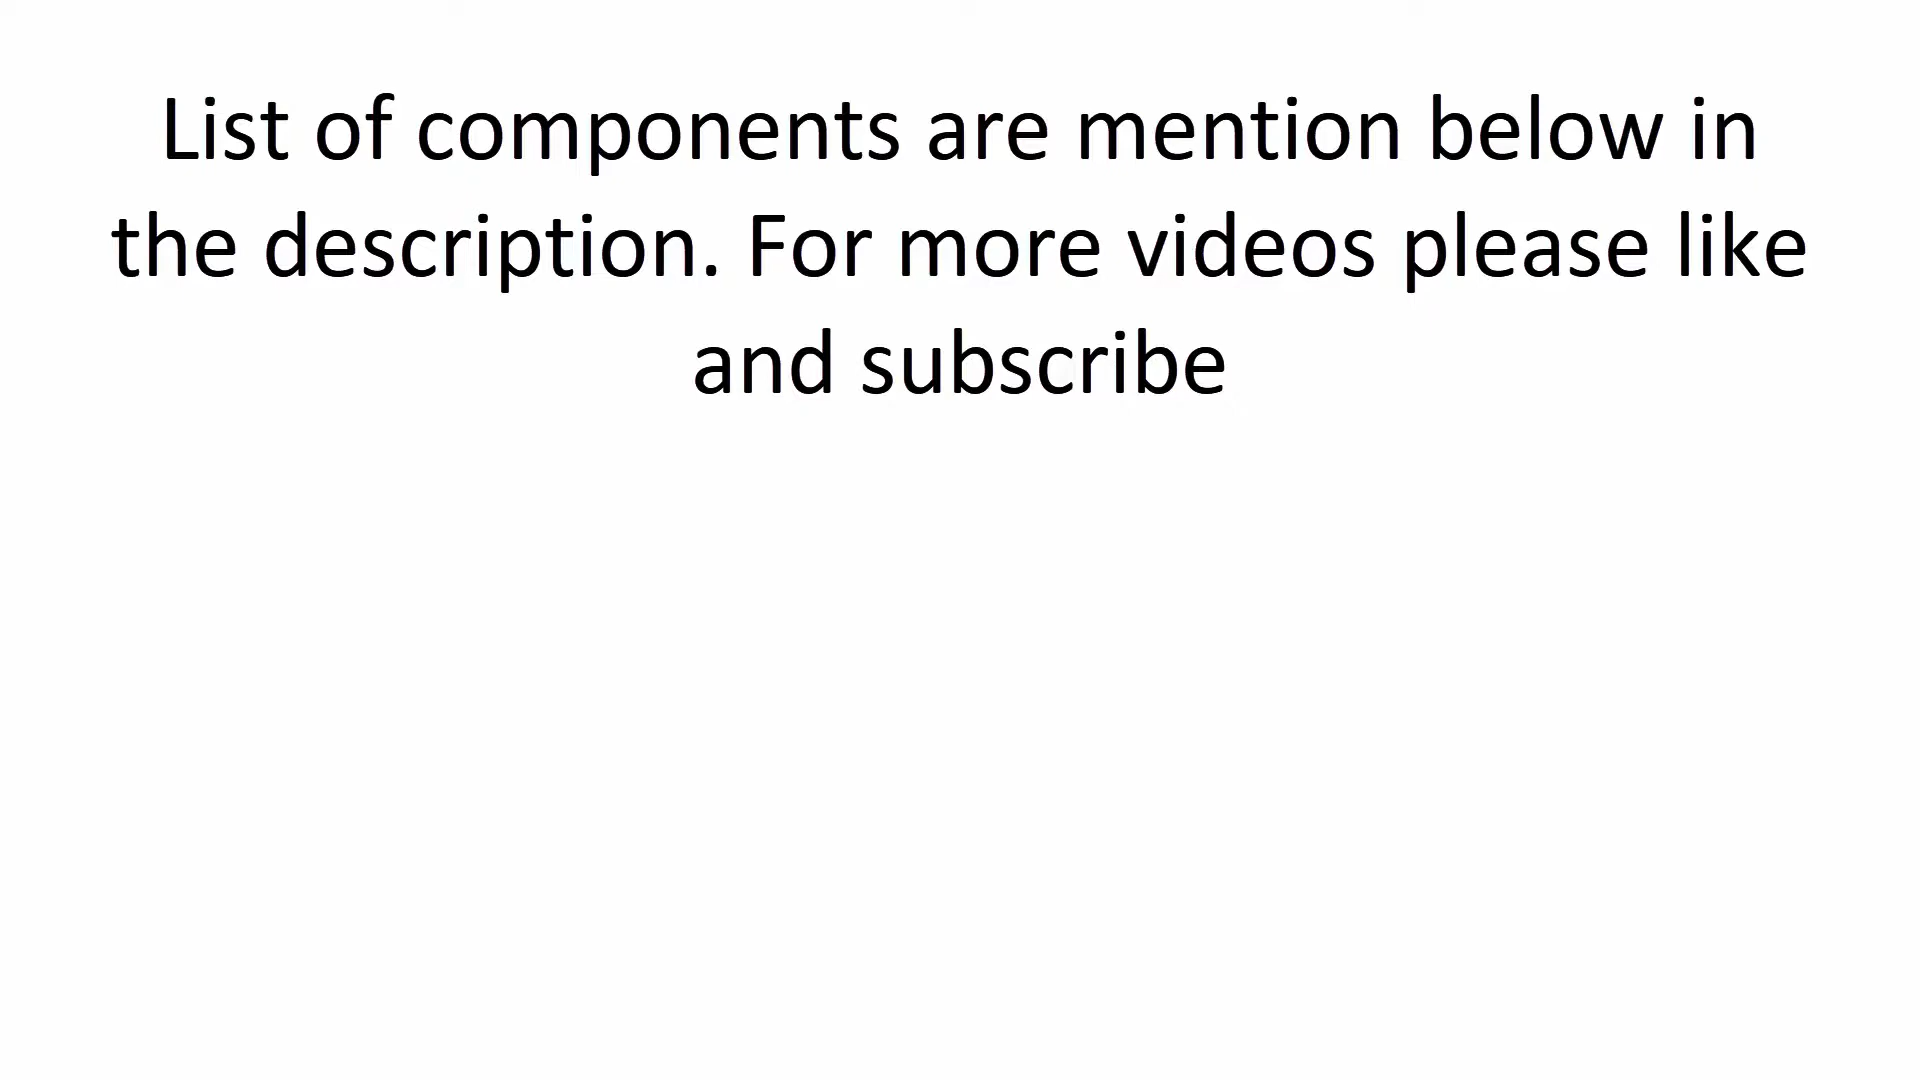 List of components are mention below in
the description. For more videos please like
and subscribe